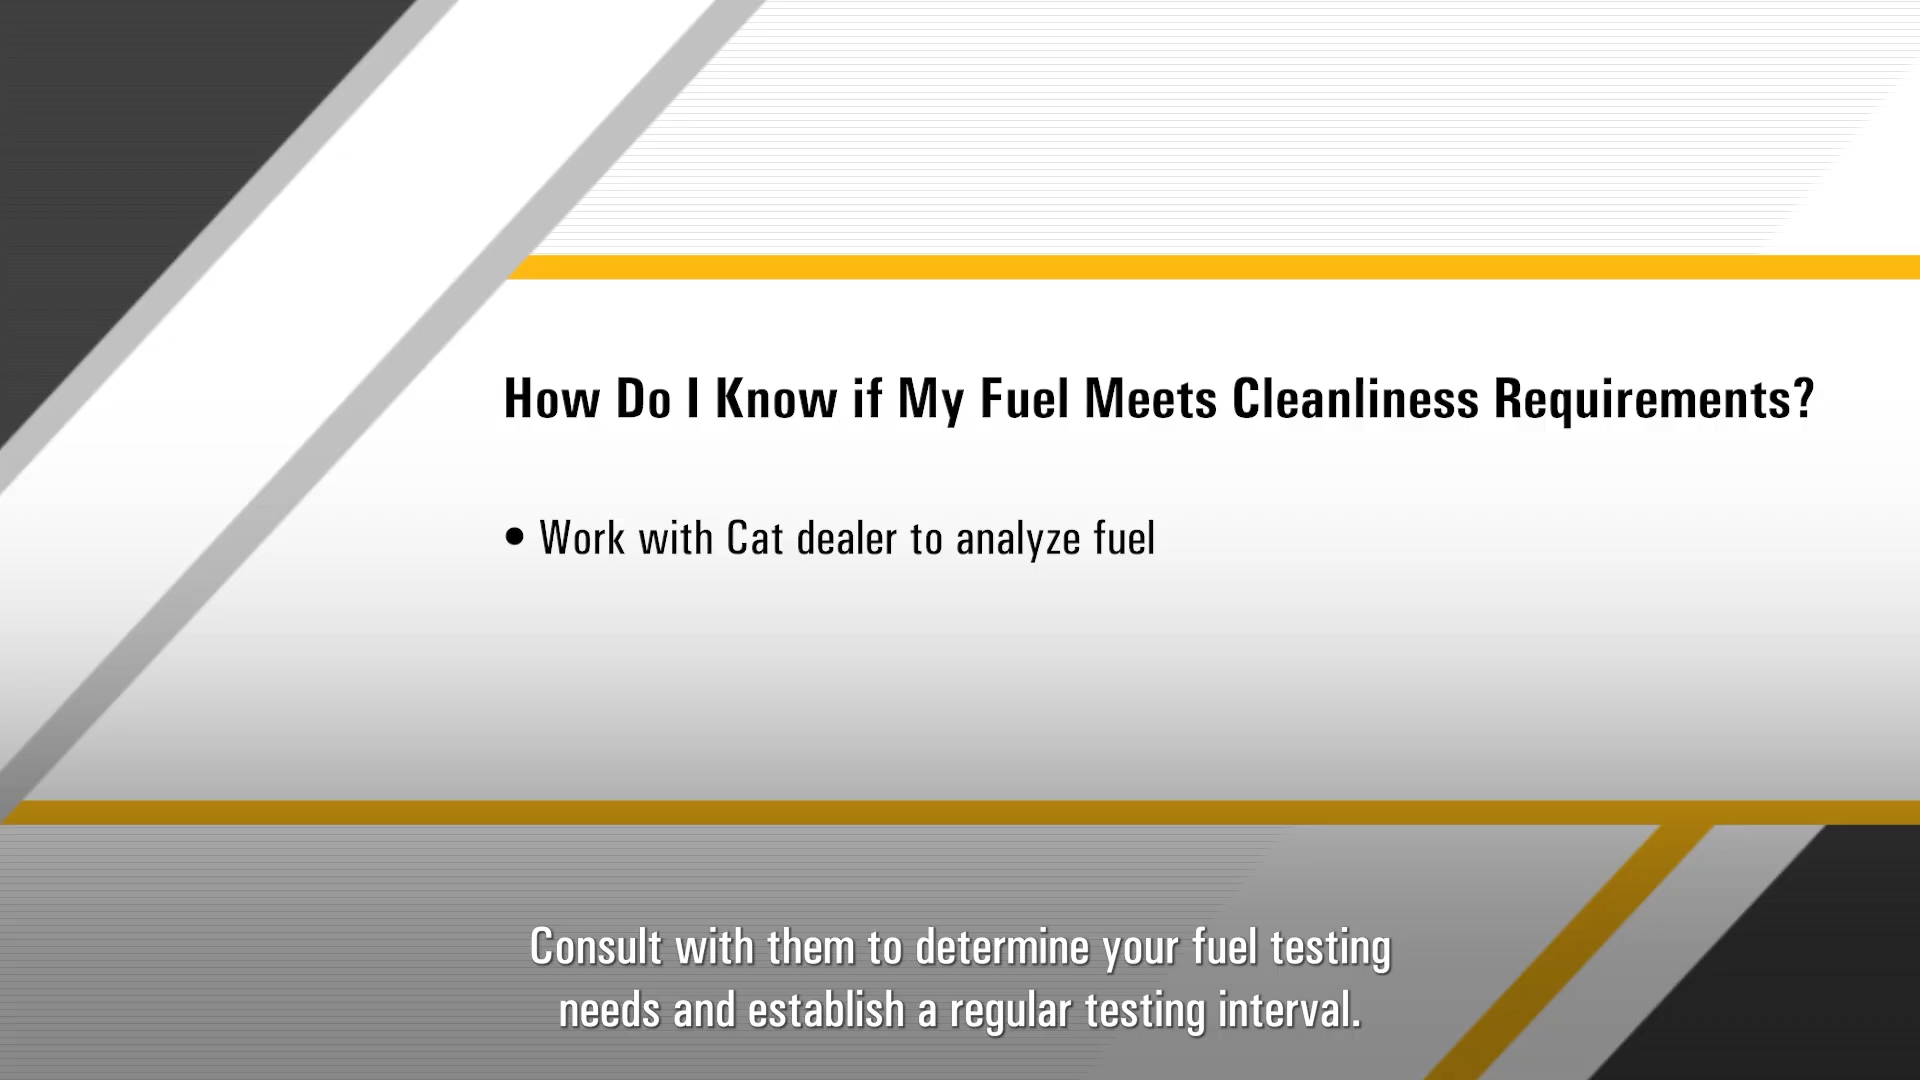 How Do I Know if My Fuel Meets Cleanliness Requirements?
• Work with Cat dealer to analyze fuel
Consult with them to determine your fuel testing
needs and establish a regular testing interval.